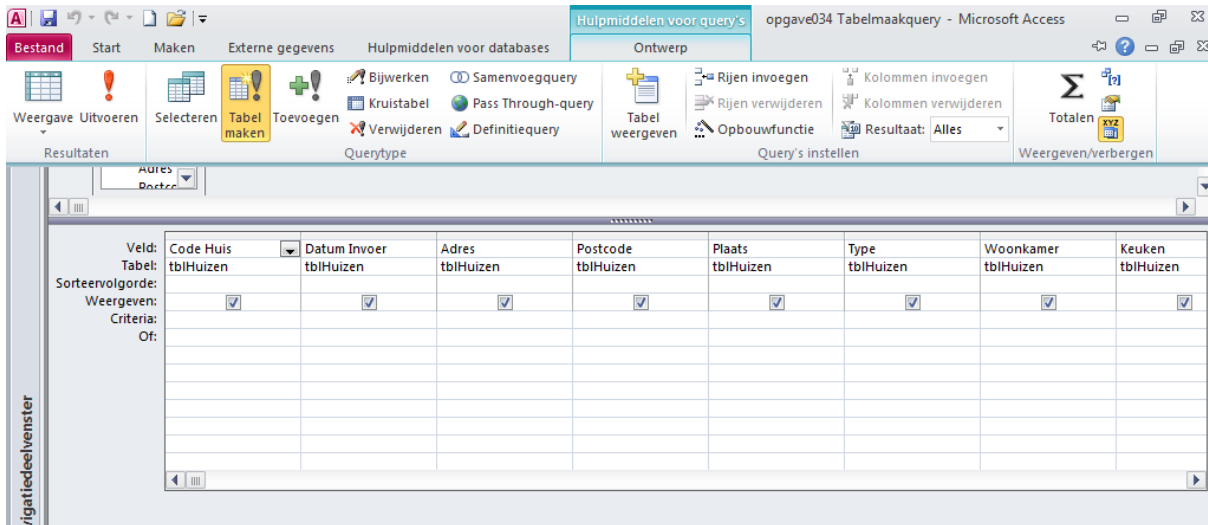 A
Hulpmiddelen voor query's opgave034 Tabelmaakquery - Microsoft Access
Bestand Start Maken Externe gegevens Hulpmiddelen voor databases Ontwerp
Weergave Uitvoeren Selecteren Tabel maken Toevoegen
Bijwerken Samenvoegquery
Kruistabel Pass Through-query
Verwijderen Definitiequery
Tabel weergeven
Rijen invoegen Kolommen invoegen
Rijen verwijderen Kolommen verwijderen
Opbouwfunctie Resultaat: Alles
Totalen
XYZ
Resultaten Querytype Query's instellen Weergeven/verbergen
Adres
Postco
Veld: Code Huis Datum Invoer Adres Postcode Plaats Type Woonkamer Keuken
Tabel: tblHuizen tblHuizen tblHuizen tblHuizen tblHuizen tblHuizen tblHuizen tblHuizen
Sorteervolgorde:
Weergeven:
Criteria:
Of:
vigatiedeelvenster